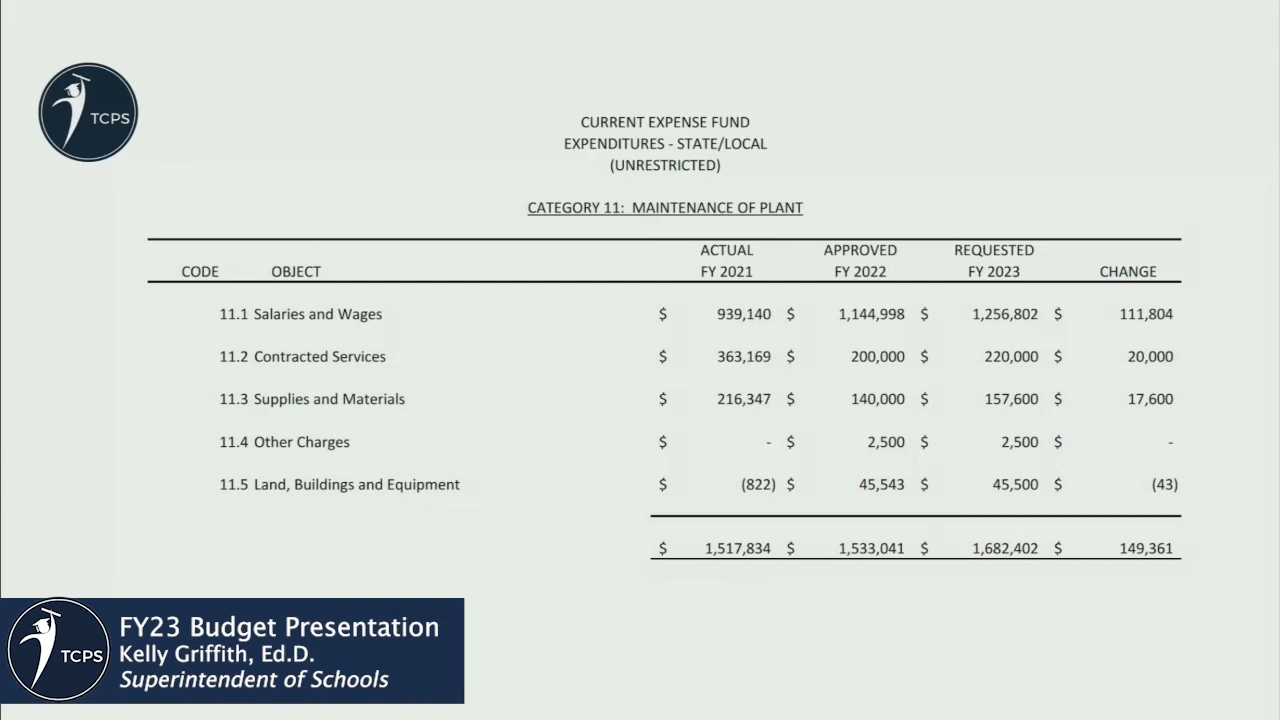 TCPS
CURRENT EXPENSE FUND
EXPENDITURES - STATE/LOCAL
(UNRESTRICTED)
CATEGORY 11: MAINTENANCE OF PLANT
ACTUAL APPROVED REQUESTED
CODE OBJECT FY 2021 FY 2022 FY 2023 CHANGE
11.1 Salaries and Wages $ 939,140 $ 1,144,998 $ 1,256,802 $ 111,804
11.2 Contracted Services $ 363,169 $ 200,000 $ 220,000 $ 20,000
11.3 Supplies and Materials $ 216,347 $ 140,000 $ 157,600 $ 17,600
11.4 Other Charges $ - $ 2,500 $ 2,500 $ -
11.5 Land, Buildings and Equipment $ (822) $ 45,543 $ 45,500 $ (43)
$ 1,517,834 $ 1,533,041 $ 1,682,402 $ 149,361
TCPS
FY23 Budget Presentation
Kelly Griffith, Ed.D.
Superintendent of Schools